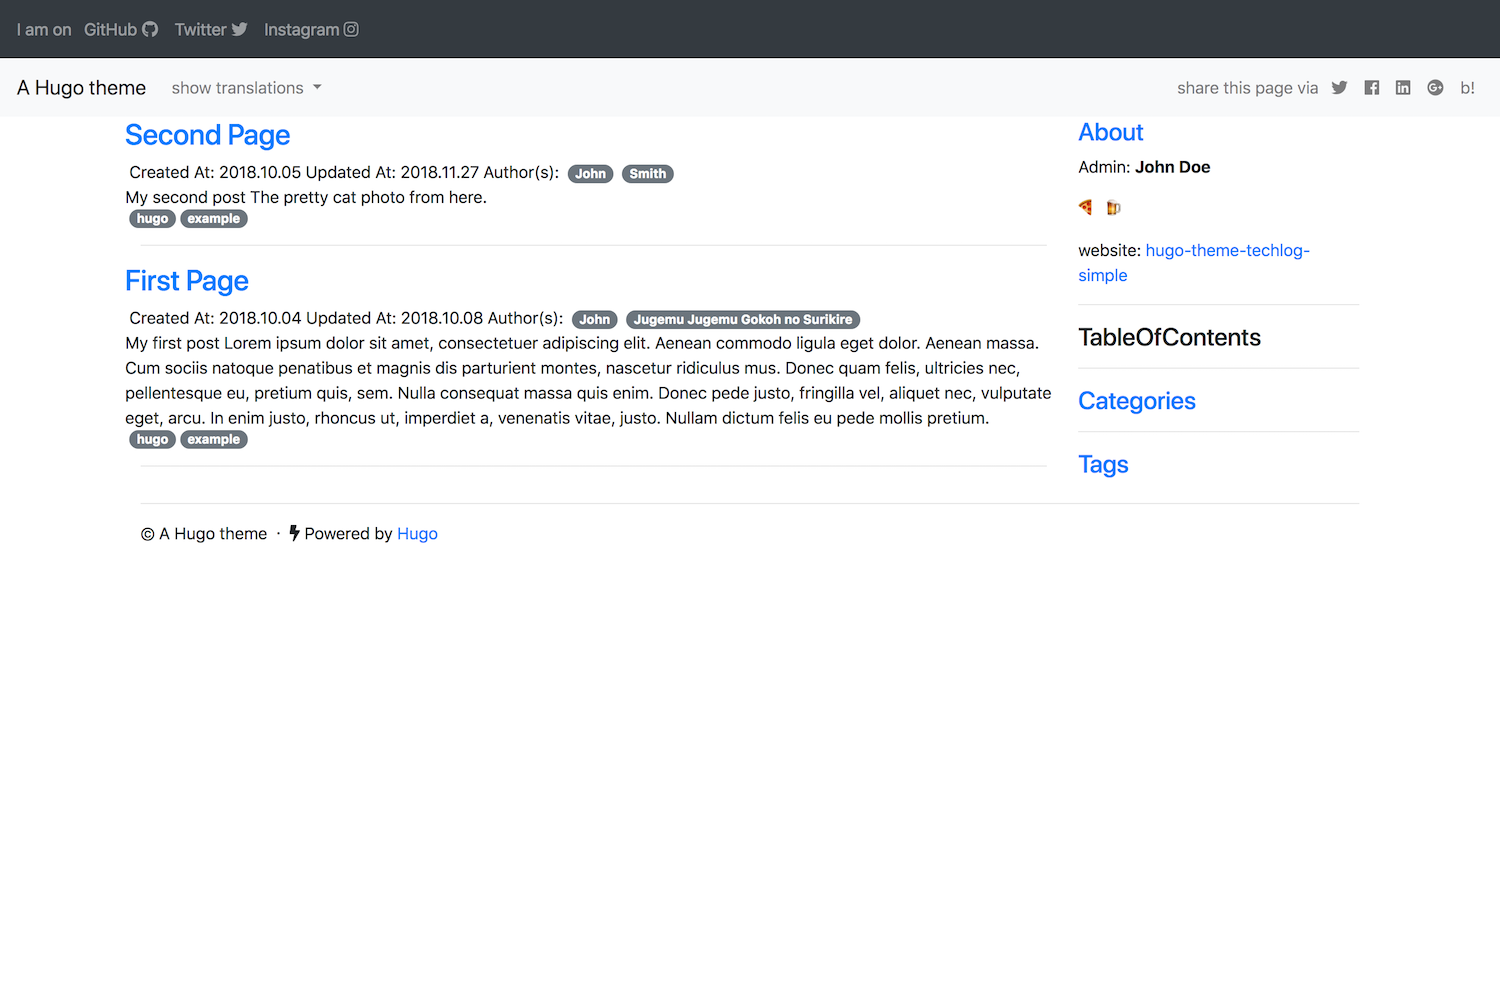 I am on GitHub Twitter Instagram
A Hugo theme show translations share this page via b!
Second Page
Created At: 2018.10.05 Updated At: 2018.11.27 Author(s): John Smith
My second post The pretty cat photo from here.
hugo example
First Page
Created At: 2018.10.04 Updated At: 2018.10.08 Author(s): John Jugemu Jugemu Gokoh no Surikire
My first post Lorem ipsum dolor sit amet, consectetuer adipiscing elit. Aenean commodo ligula eget dolor. Aenean massa.
Cum sociis natoque penatibus et magnis dis parturient montes, nascetur ridiculus mus. Donec quam felis, ultricies nec,
pellentesque eu, pretium quis, sem. Nulla consequat massa quis enim. Donec pede justo, fringilla vel, aliquet nec, vulputate
eget, arcu. In enim justo, rhoncus ut, imperdiet a, venenatis vitae, justo. Nullam dictum felis eu pede mollis pretium.
hugo example
About
Admin: John Doe
🍕 🍺
website: hugo-theme-techlog-
simple
TableOfContents
Categories
Tags
© A Hugo theme · Powered by Hugo